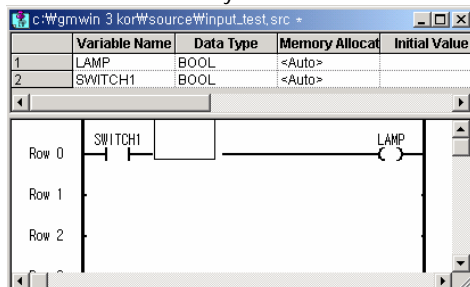 c:₩gmwin 3 kor₩source₩input_test.src *
Variable Name Data Type Memory Allocat Initial Value
1 LAMP BOOL <Auto>
2 SWITCH1 BOOL <Auto>
SWITCH1 LAMP
Row 0
Row 1
Row 2